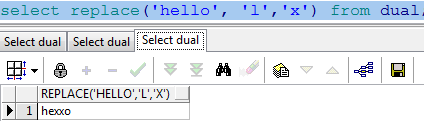 select replace('hello', 'l','x') from dual,
Select dual Select dual Select dual
REPLACE('HELLO','L','X')
1 hexxo